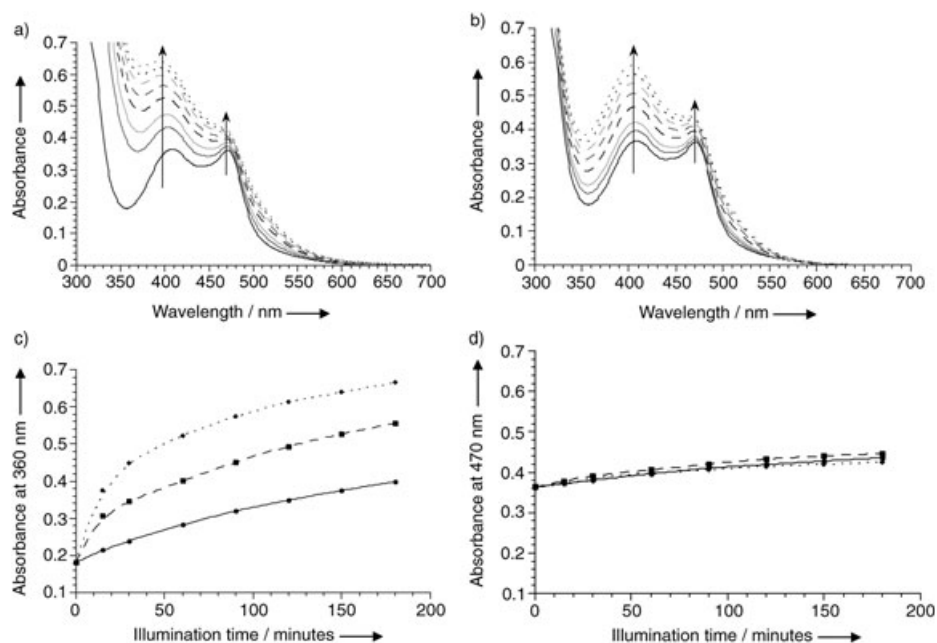 a)
0.7
0.6
0.5
0.4
0.3
0.2
0.1
0
Absorbance
300 350 400 450 500 550 600 650 700
Wavelength / nm
b)
0.7
0.6
0.5
0.4
0.3
0.2
0.1
0
Absorbance
300 350 400 450 500 550 600 650 700
Wavelength / nm
c)
0.7
0.6
0.5
0.4
0.3
0.2
0.1
Absorbance at 360 nm
0 50 100 150 200
Illumination time / minutes
d)
0.7
0.6
0.5
0.4
0.3
0.2
0.1
Absorbance at 470 nm
0 50 100 150 200
Illumination time / minutes